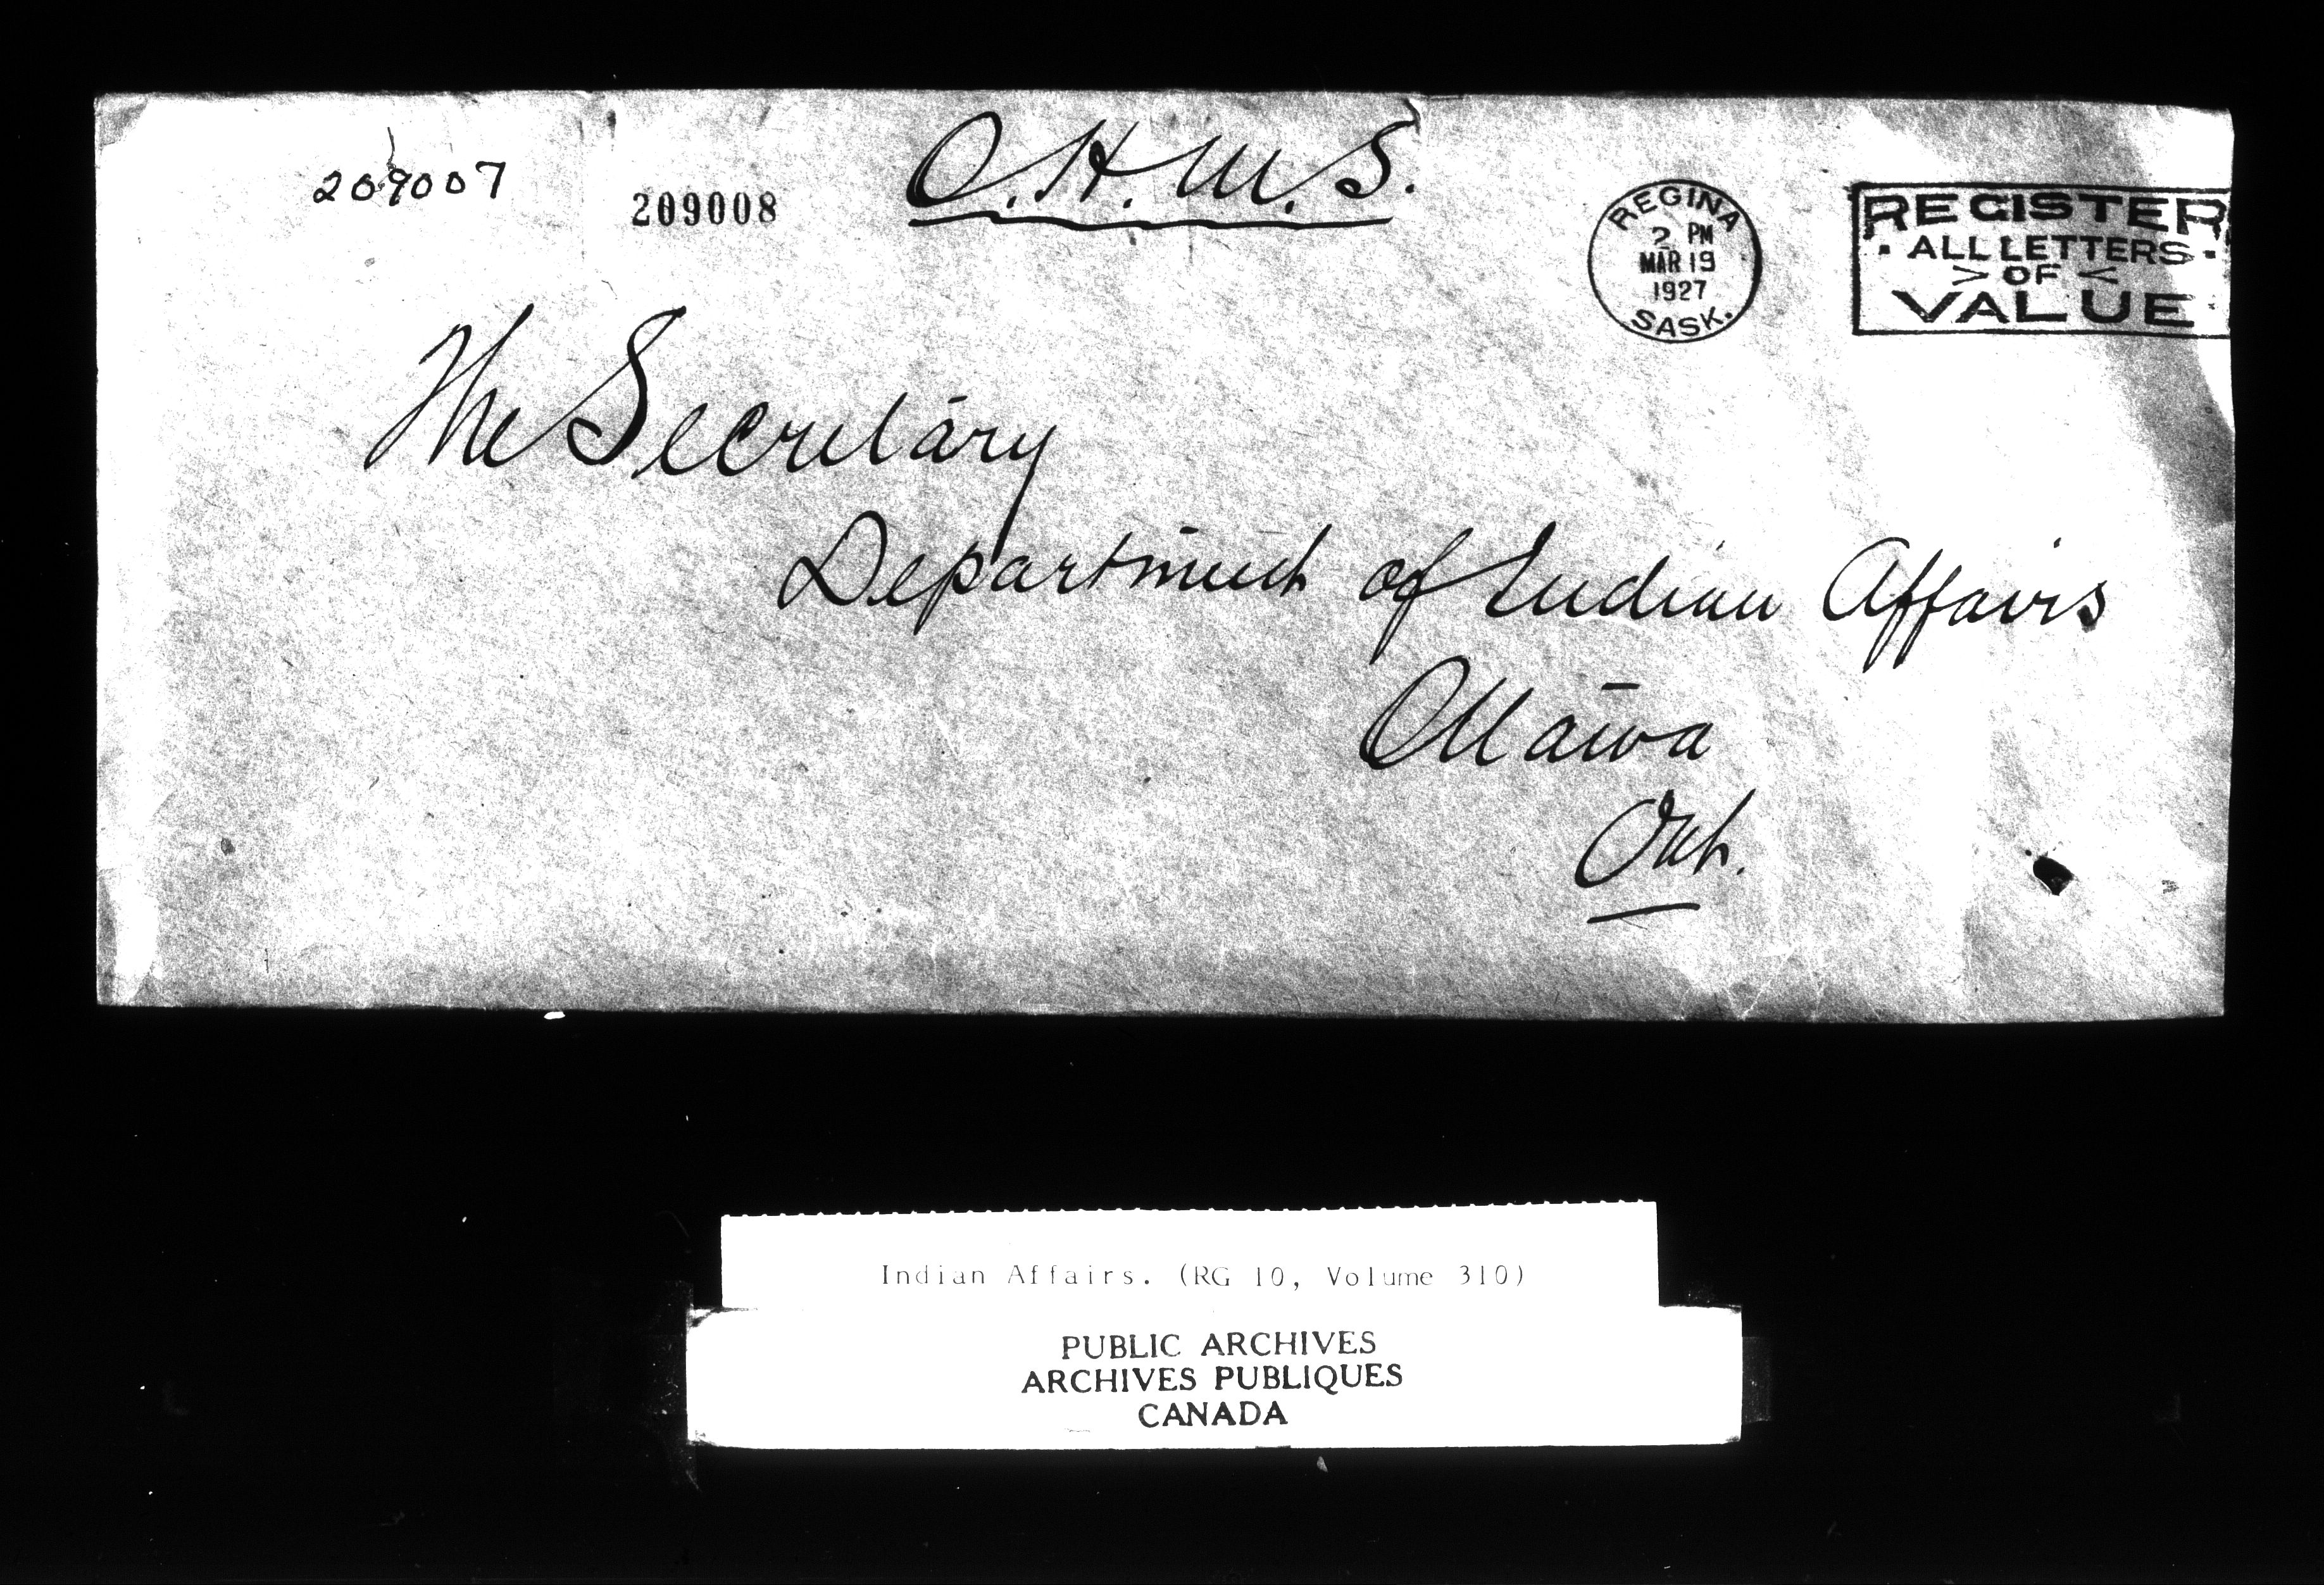 209007
209008
O.H.M.S.
REGINA
2 PM
MAR 19
1927
SASK.
REGISTER
· ALL LETTERS ·
> OF <
VALUE
The Secretary
Department of Indian Affairs
Ottawa
Ont.
Indian Affairs. (RG 10, Volume 310)
PUBLIC ARCHIVES
ARCHIVES PUBLIQUES
CANADA